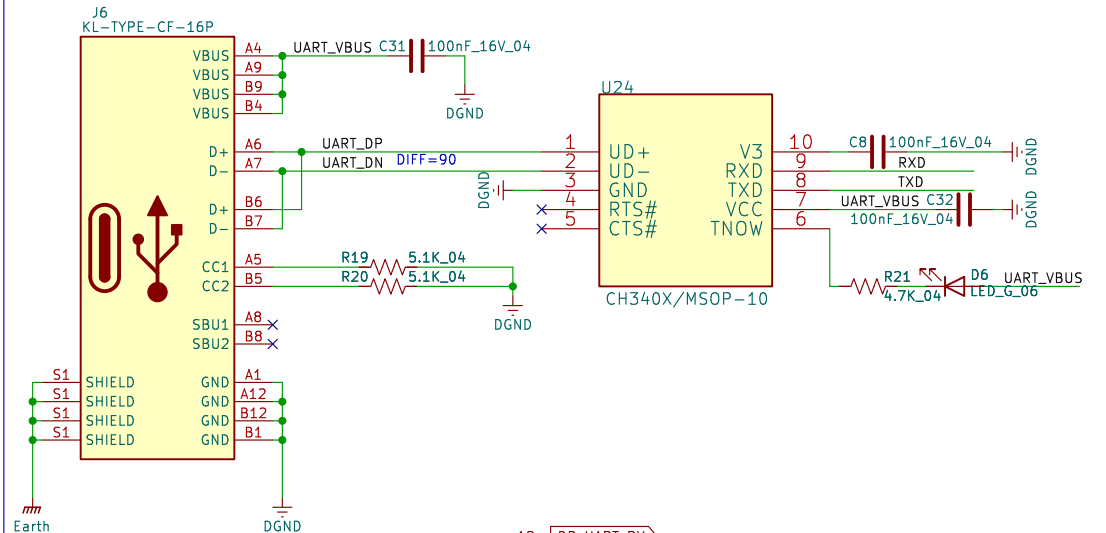 J6
KL-TYPE-CF-16P
VBUS A4
VBUS A9
VBUS B9
VBUS B4
D+ A6
D- A7
D+ B6
D- B7
CC1 A5
CC2 B5
SBU1 A8
SBU2 B8
S1 SHIELD GND A1
S1 SHIELD GND A12
S1 SHIELD GND B12
S1 SHIELD GND B1
Earth
DGND
UART_VBUS C31 100nF_16V_04
DGND
UART_DP
UART_DN DIFF=90
DGND
R19 5.1K_04
R20 5.1K_04
DGND
U24
1 UD+ V3 10
2 UD- RXD 9
3 GND TXD 8
4 RTS# VCC 7
5 CTS# TNOW 6
CH340X/MSOP-10
C8 100nF_16V_04
DGND
RXD
TXD
UART_VBUS C32
100nF_16V_04
DGND
R21
4.7K_04
D6
LED_G_06
UART_VBUS